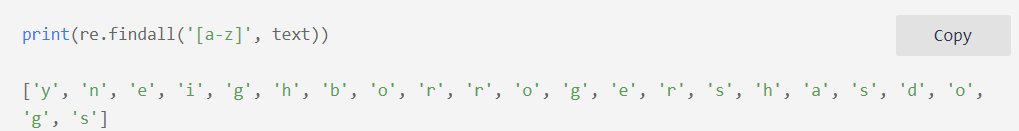 print(re.findall('[a-z]', text))
Copy
['y', 'n', 'e', 'i', 'g', 'h', 'b', 'o', 'r', 'r', 'o', 'g', 'e', 'r', 's', 'h', 'a', 's', 'd', 'o',
'g', 's']